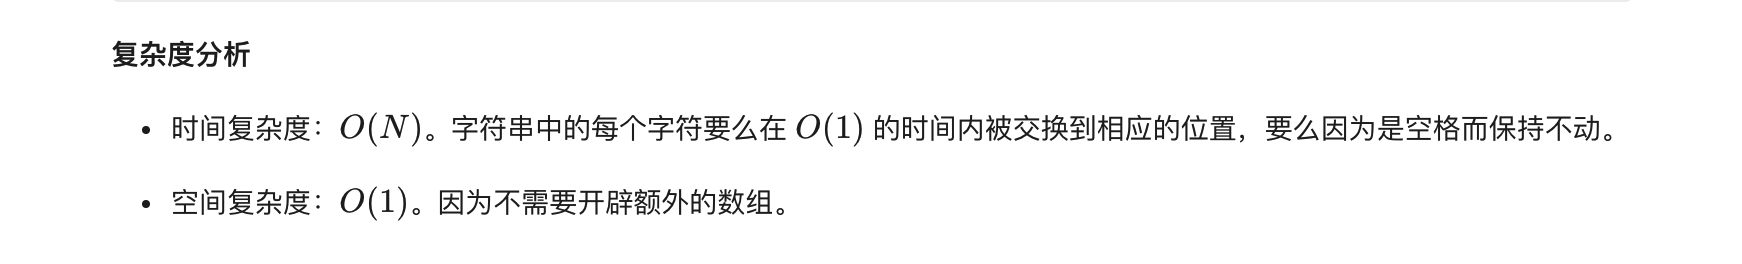 复杂度分析
• 时间复杂度：O(N)。字符串中的每个字符要么在 O(1) 的时间内被交换到相应的位置，要么因为是空格而保持不动。
• 空间复杂度：O(1)。因为不需要开辟额外的数组。